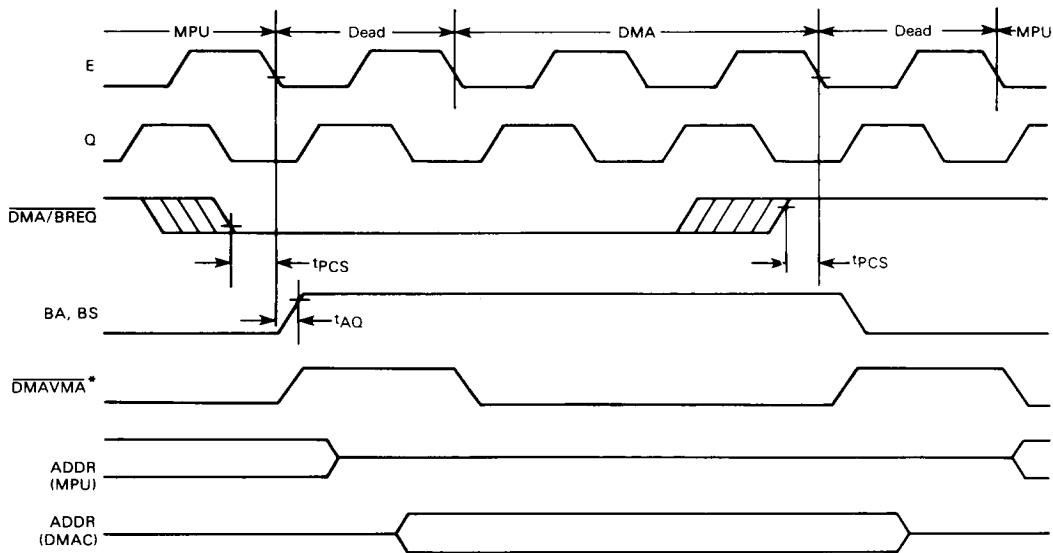 MPU Dead DMA Dead MPU
E
Q
DMA/BREQ
tPCS tPCS
BA, BS
tAQ
DMAVMA*
ADDR
(MPU)
ADDR
(DMAC)